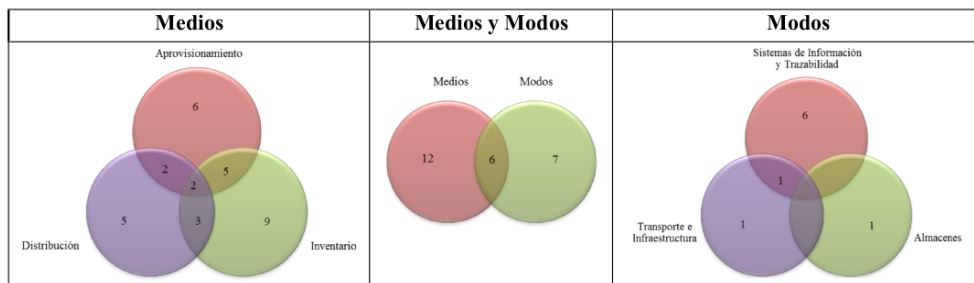 Medios
Medios y Modos
Modos
Aprovisionamiento
6
2
5
2
5
3
9
Distribución
Inventario
Medios
Modos
12
6
7
Sistemas de Información
y Trazabilidad
6
1
1
1
Transporte e
Infraestructura
Almacenes